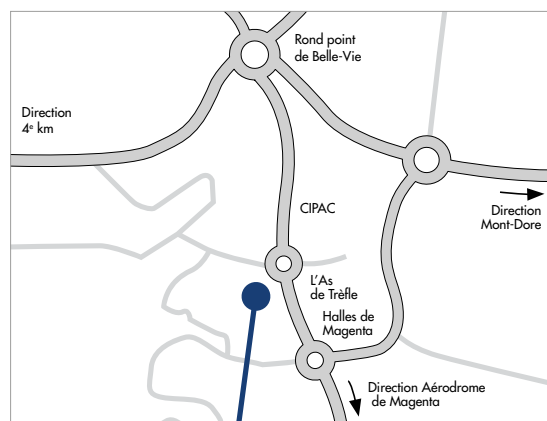 Rond point
de Belle-Vie
Direction
4e km
CIPAC
Direction
Mont-Dore
L'As
de Trèfle
Halles de
Magenta
Direction Aérodrome
de Magenta